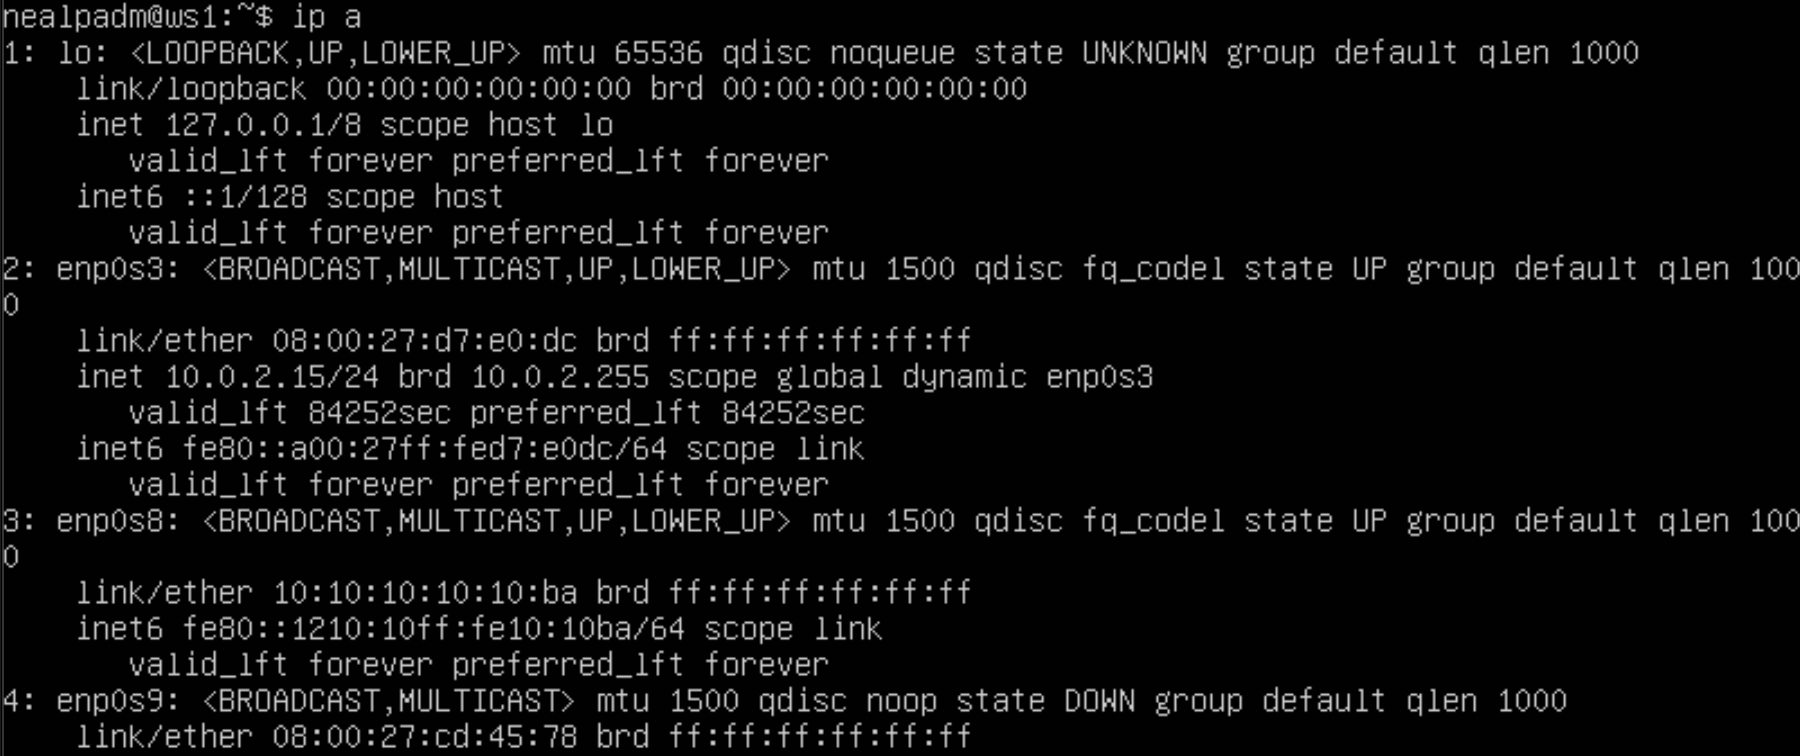 nealpadm@ws1:~$ ip a
1: lo: <LOOPBACK,UP,LOWER_UP> mtu 65536 qdisc noqueue state UNKNOWN group default qlen 1000
link/loopback 00:00:00:00:00:00 brd 00:00:00:00:00:00
inet 127.0.0.1/8 scope host lo
valid_lft forever preferred_lft forever
inet6 ::1/128 scope host
valid_lft forever preferred_lft forever
2: enp0s3: <BROADCAST,MULTICAST,UP,LOWER_UP> mtu 1500 qdisc fq_codel state UP group default qlen 100
0
link/ether 08:00:27:d7:e0:dc brd ff:ff:ff:ff:ff:ff
inet 10.0.2.15/24 brd 10.0.2.255 scope global dynamic enp0s3
valid_lft 84252sec preferred_lft 84252sec
inet6 fe80::a00:27ff:fed7:e0dc/64 scope link
valid_lft forever preferred_lft forever
3: enp0s8: <BROADCAST,MULTICAST,UP,LOWER_UP> mtu 1500 qdisc fq_codel state UP group default qlen 100
0
link/ether 10:10:10:10:10:ba brd ff:ff:ff:ff:ff:ff
inet6 fe80::1210:10ff:fe10:10ba/64 scope link
valid_lft forever preferred_lft forever
4: enp0s9: <BROADCAST,MULTICAST> mtu 1500 qdisc noop state DOWN group default qlen 1000
link/ether 08:00:27:cd:45:78 brd ff:ff:ff:ff:ff:ff